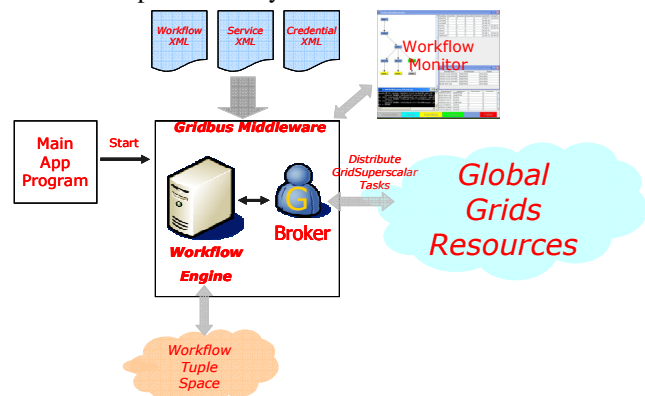 Workflow
XML
Service
XML
Credential
XML
Workflow
Monitor
Main
App
Program
Start
Gridbus Middleware
G
Broker
Workflow
Engine
Distribute
GridSuperscalar
Tasks
Global
Grids
Resources
Workflow
Tuple
Space